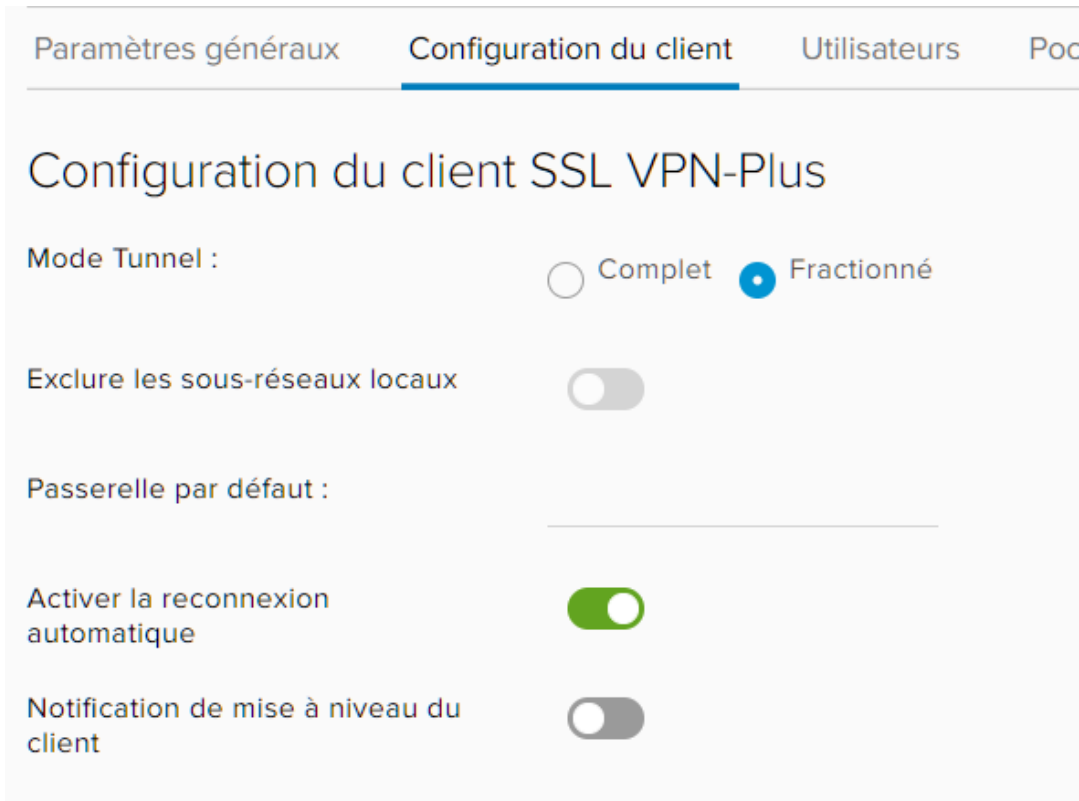 Paramètres généraux Configuration du client Utilisateurs
Configuration du client SSL VPN-Plus
Mode Tunnel :
Complet Fractionné
Exclure les sous-réseaux locaux
Passerelle par défaut :
Activer la reconnexion
automatique
Notification de mise à niveau du
client